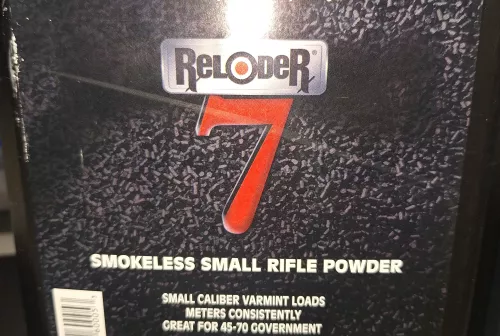 RELODER®
7
SMOKELESS SMALL RIFLE POWDER
SMALL CALIBER VARMINT LOADS
METERS CONSISTENTLY
GREAT FOR 45-70 GOVERNMENT